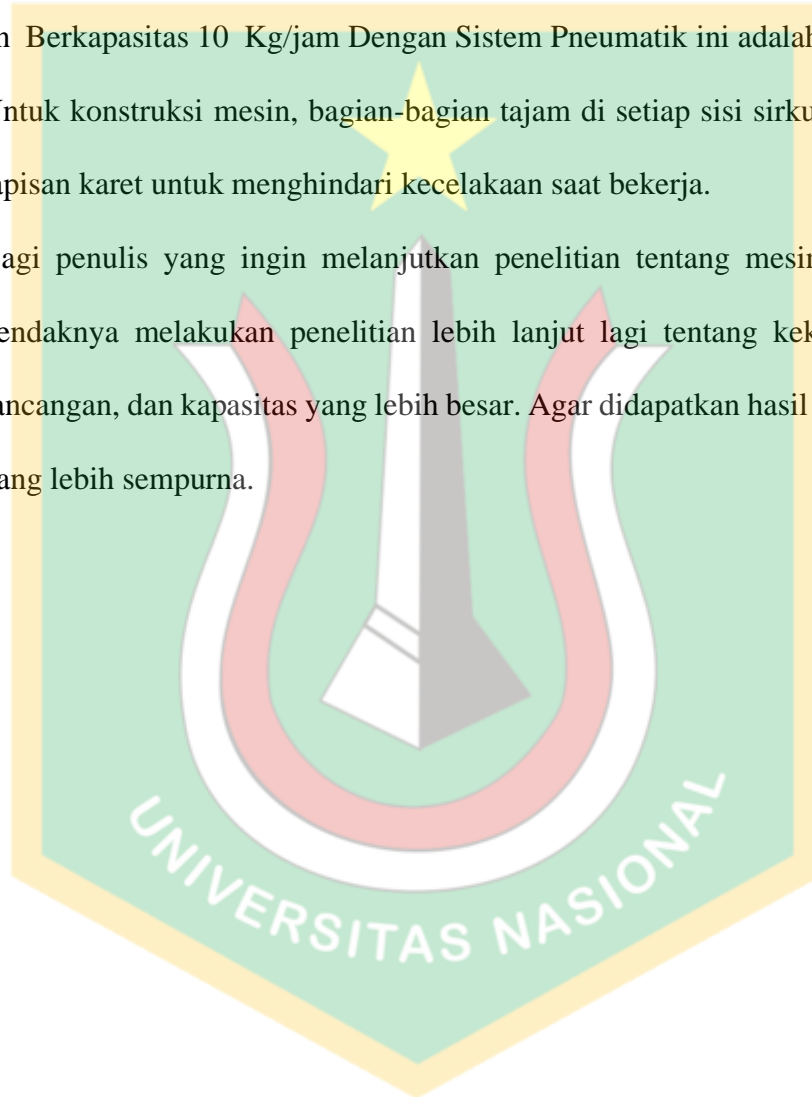 n Berkapasitas 10 Kg/jam Dengan Sistem Pneumatik ini adalah
Untuk konstruksi mesin, bagian-bagian tajam di setiap sisi sirku
apisan karet untuk menghindari kecelakaan saat bekerja.
agi penulis yang ingin melanjutkan penelitian tentang mesin
endaknya melakukan penelitian lebih lanjut lagi tentang kek
ancangan, dan kapasitas yang lebih besar. Agar didapatkan hasil
ang lebih sempurna.
UNIVERSITAS NASIONAL